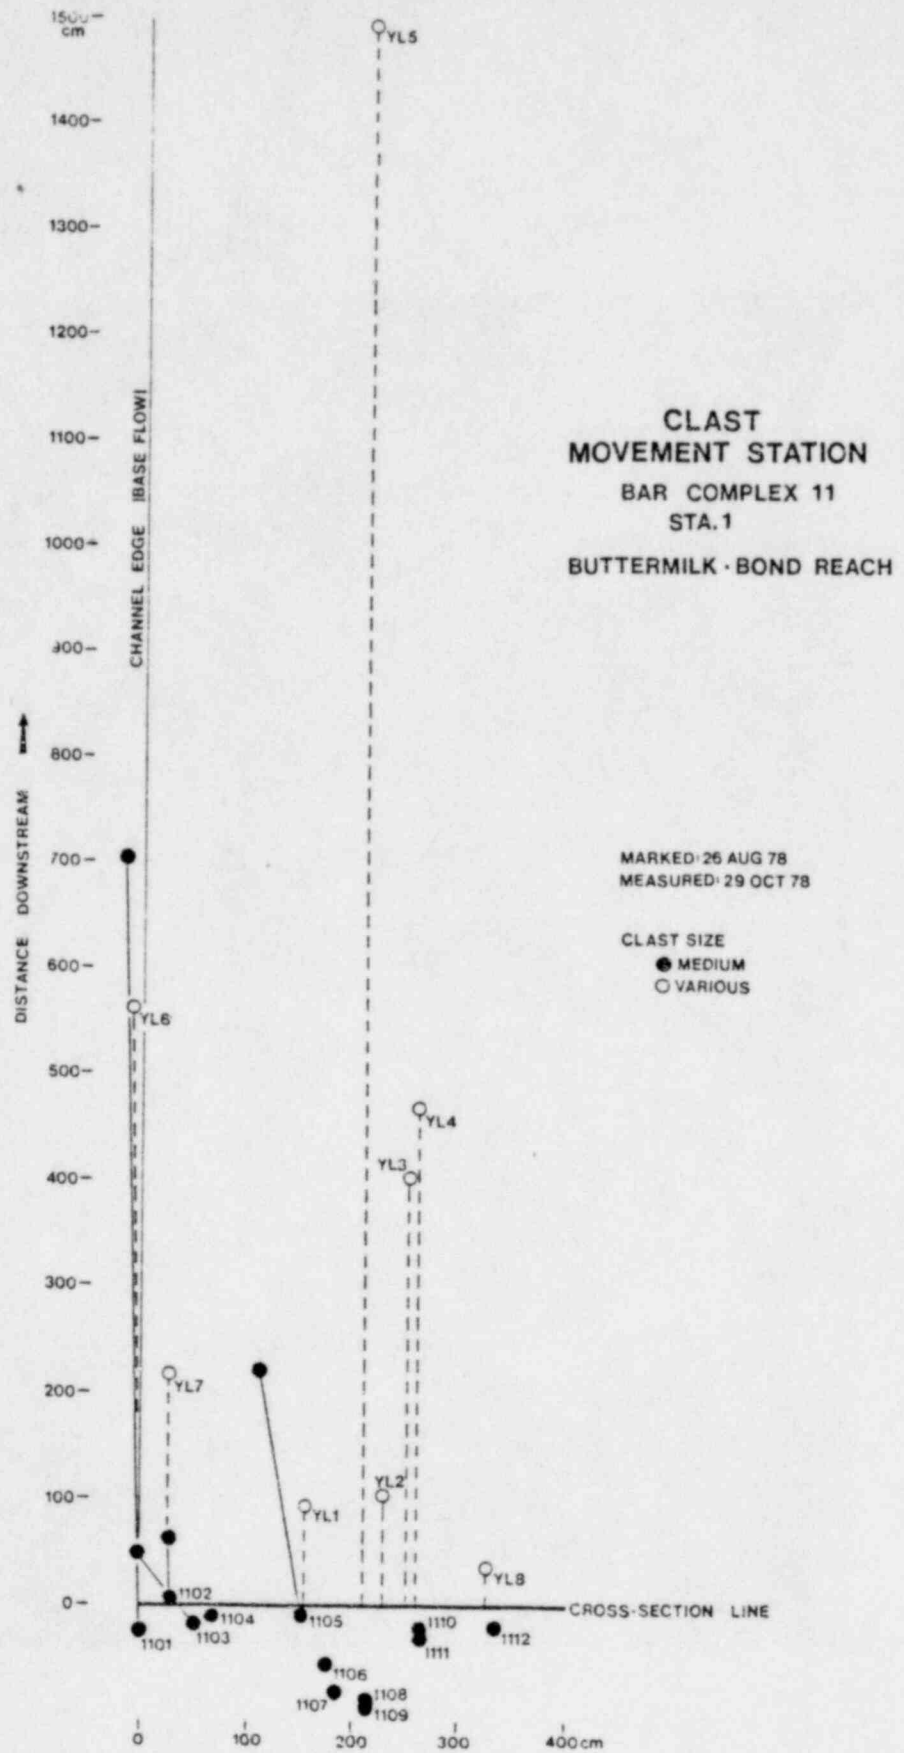 1500-
cm
YL5
1400-
1300-
1200-
1100-
1000-
900-
800-
700-
600-
500-
400-
300-
200-
100-
0-
CHANNEL EDGE (BASE FLOW)
DISTANCE DOWNSTREAM
CLAST
MOVEMENT STATION
BAR COMPLEX 11
STA.1
BUTTERMILK · BOND REACH
MARKED: 26 AUG 78
MEASURED: 29 OCT 78
CLAST SIZE
MEDIUM
VARIOUS
YL6
YL4
YL3
YL7
YL2
YL1
YL8
1102
1104
1105
1110
CROSS-SECTION LINE
1101
1103
1111
1112
1106
1107
1108
1109
0 100 200 300 400cm